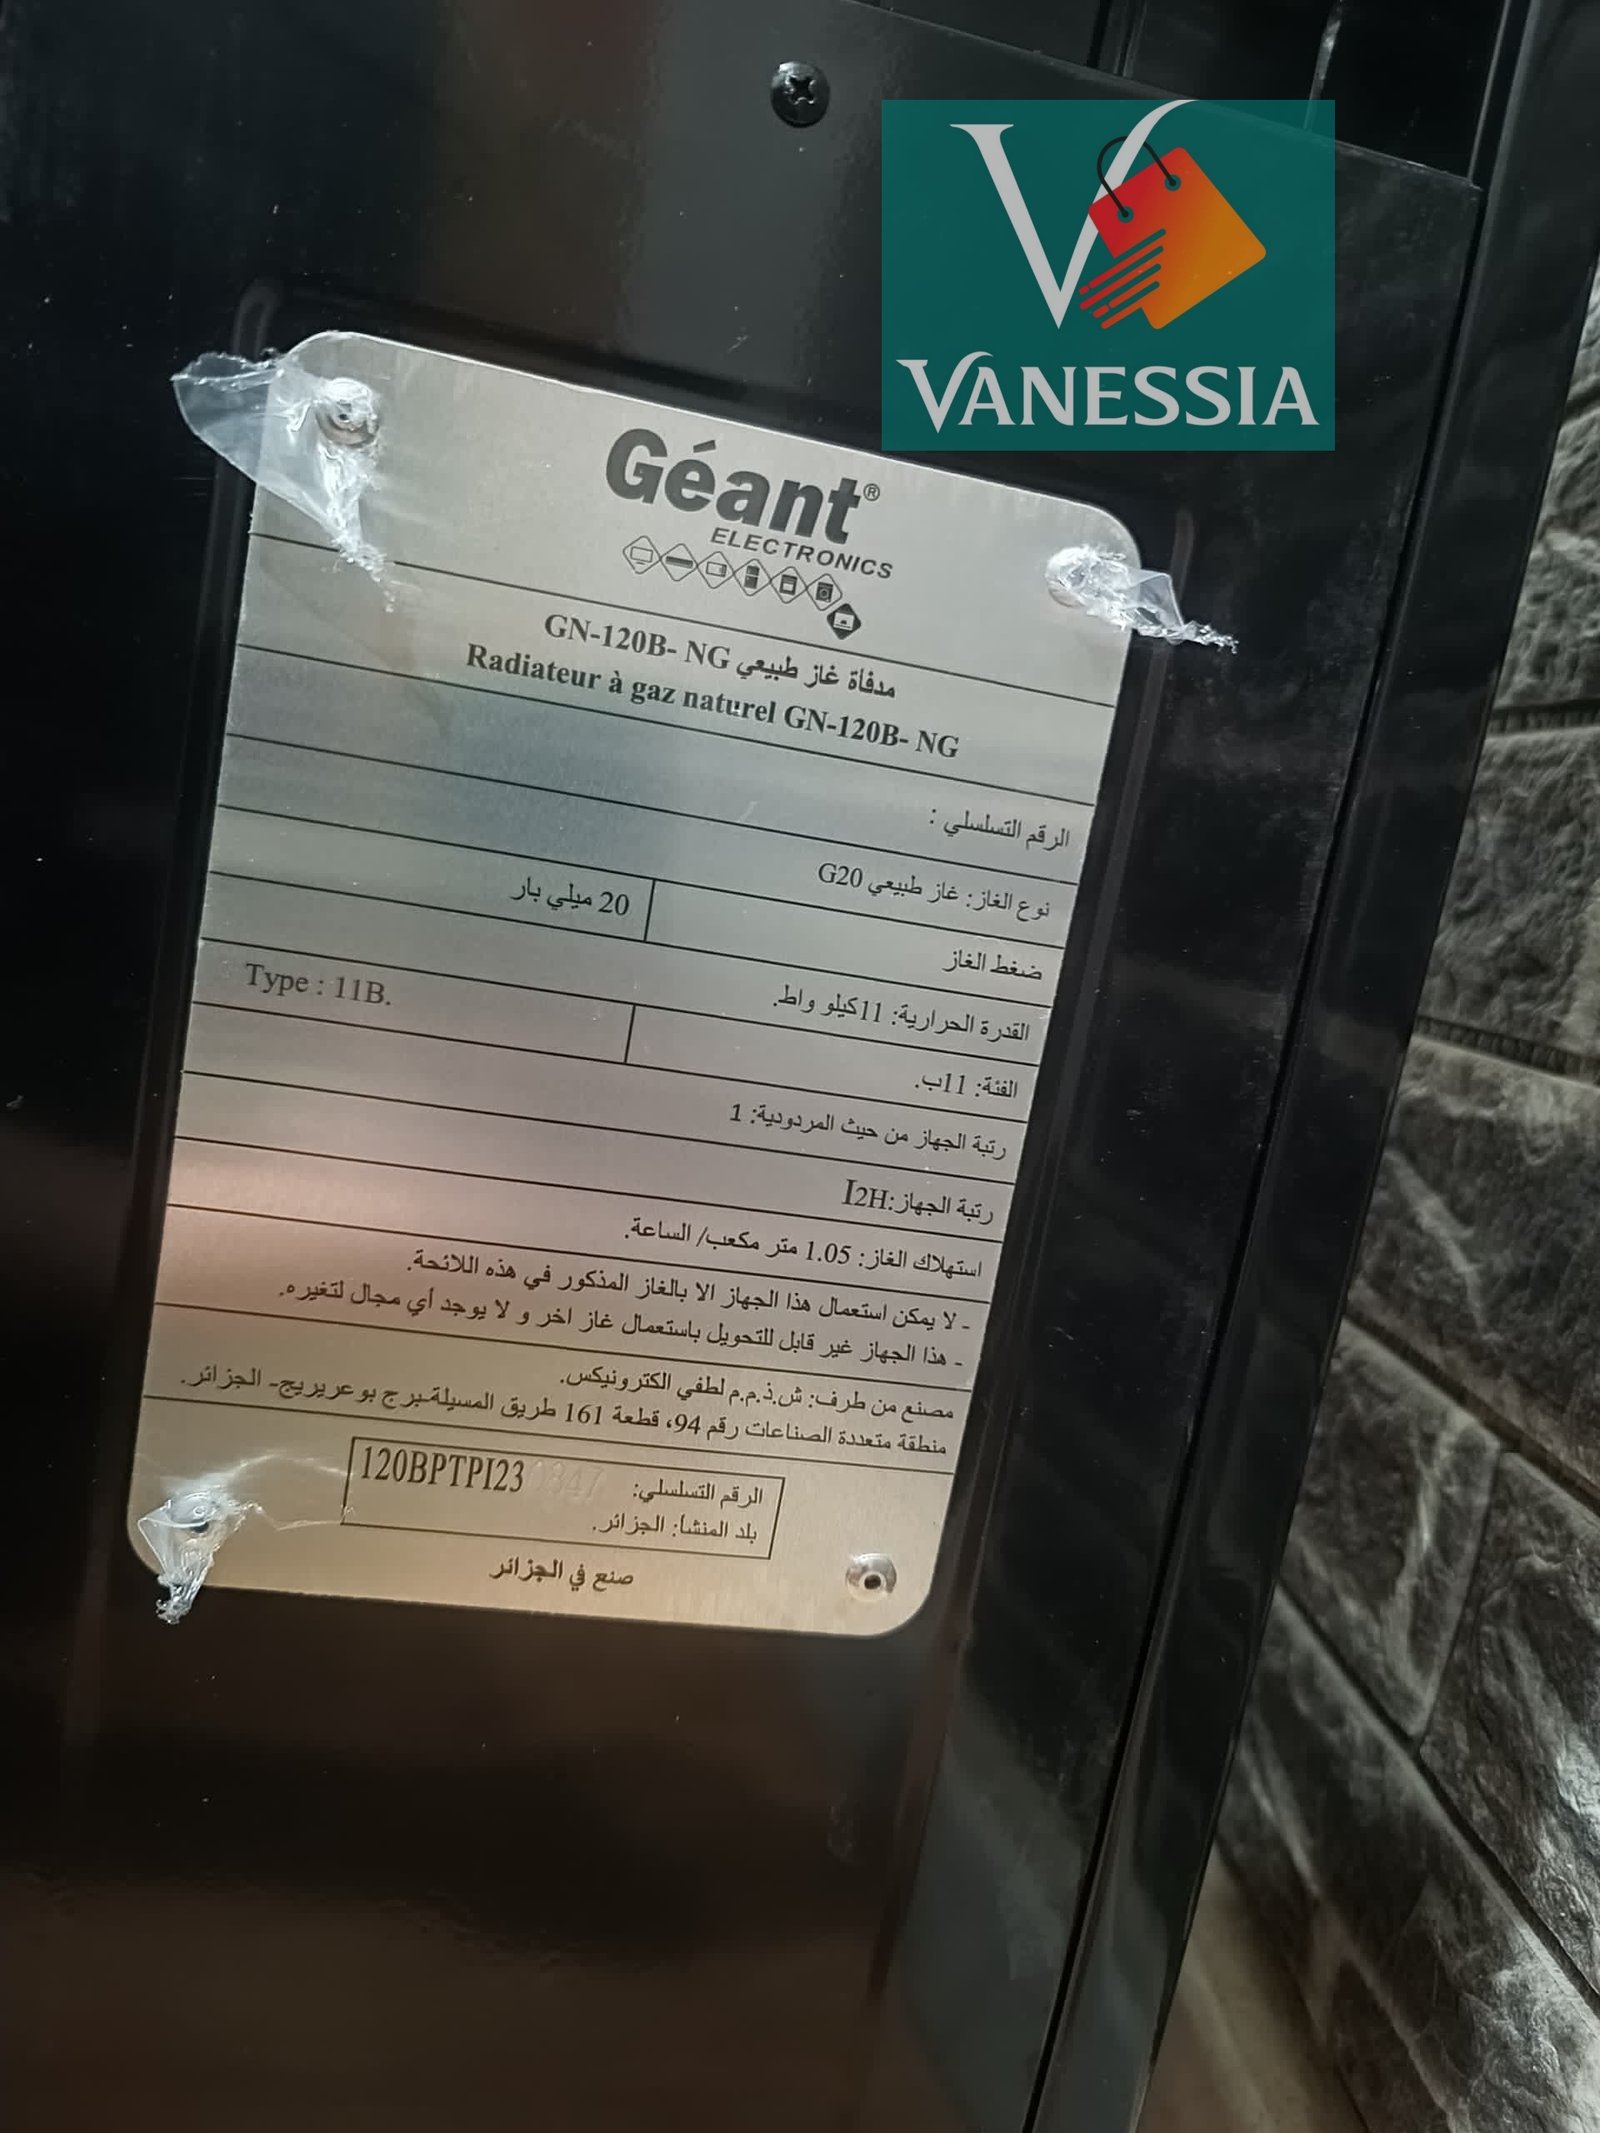 VANESSIA
Géant®
ELECTRONICS
مدفأة غاز طبيعي GN-120B- NG
Radiateur à gaz naturel GN-120B- NG
الرقم التسلسلي :
نوع الغاز: غاز طبيعي G20
ضغط الغاز 20 ميلي بار
القدرة الحرارية: 11كيلو واط.
الفئة: 11ب. Type : 11B.
رتبة الجهاز من حيث المردودية: 1
رتبة الجهاز:I2H
استهلاك الغاز: 1.05 متر مكعب/ الساعة.
- لا يمكن استعمال هذا الجهاز الا بالغاز المذكور في هذه اللائحة.
- هذا الجهاز غير قابل للتحويل باستعمال غاز اخر و لا يوجد أي مجال لتغيره.
مصنع من طرف: ش.ذ.م.م لطفي الكترونيكس.
منطقة متعددة الصناعات رقم 94، قطعة 161 طريق المسيلة-برج بوعريريج- الجزائر.
الرقم التسلسلي: 120BPTPI23
بلد المنشأ: الجزائر.
صنع في الجزائر